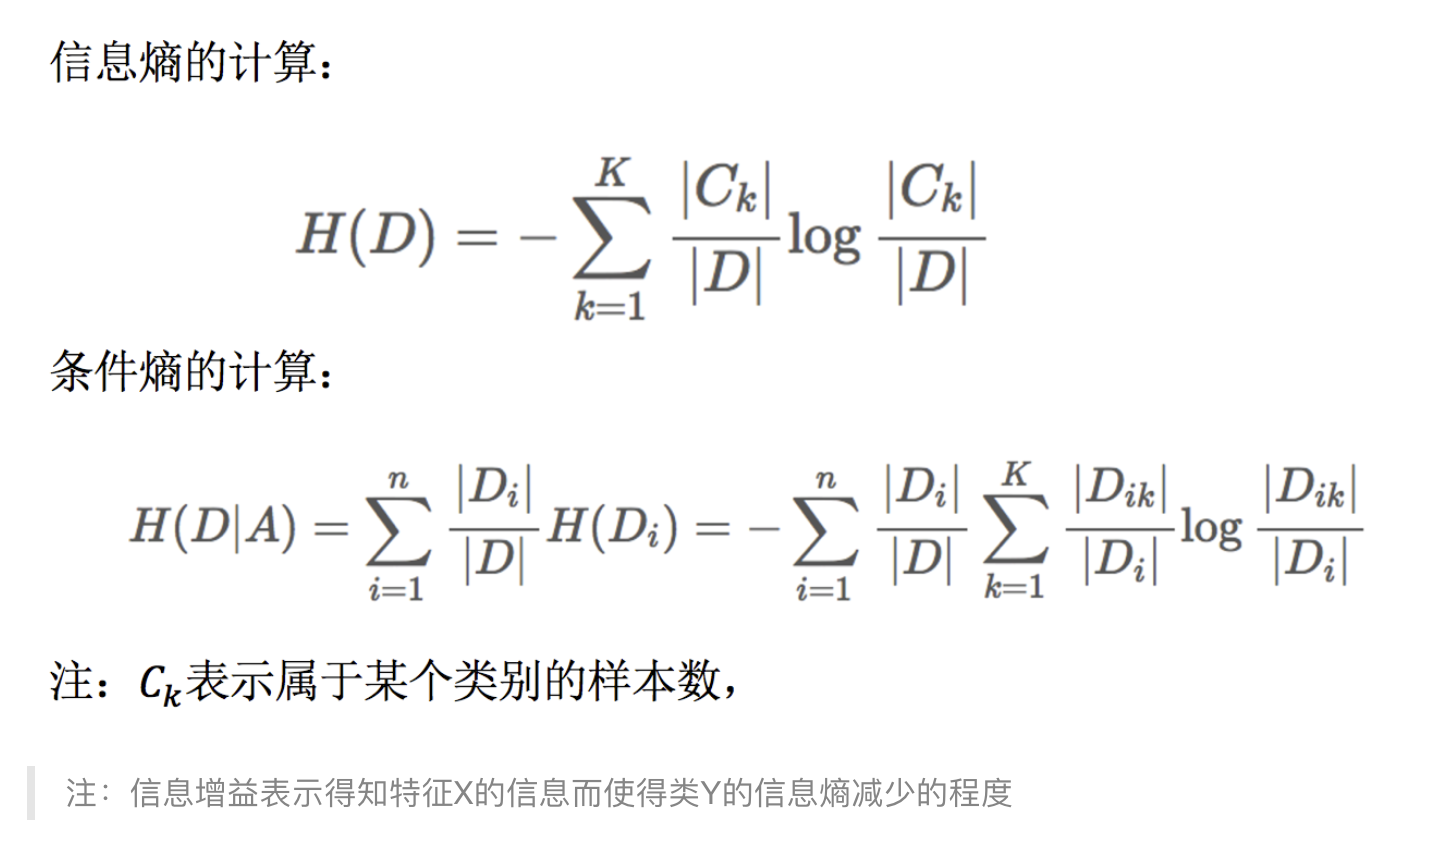 信息熵的计算：
H(D) = -\sum_{k=1}^{K} \frac{|C_k|}{|D|} \log \frac{|C_k|}{|D|}
条件熵的计算：
H(D|A) = \sum_{i=1}^{n} \frac{|D_i|}{|D|} H(D_i) = -\sum_{i=1}^{n} \frac{|D_i|}{|D|} \sum_{k=1}^{K} \frac{|D_{ik}|}{|D_i|} \log \frac{|D_{ik}|}{|D_i|}
注：C_k表示属于某个类别的样本数，
注：信息增益表示得知特征X的信息而使得类Y的信息熵减少的程度